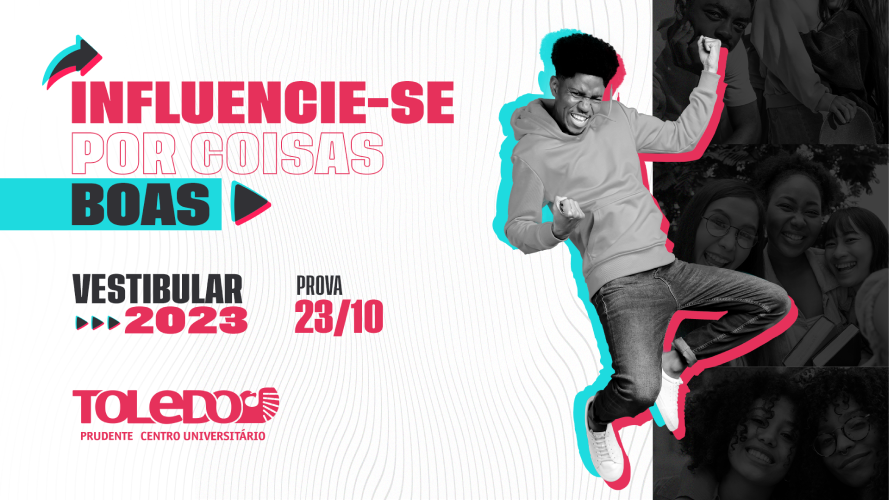 INFLUENCIE-SE
POR COISAS
BOAS
VESTIBULAR
2023
PROVA
23/10
TOLEDO
PRUDENTE CENTRO UNIVERSITÁRIO